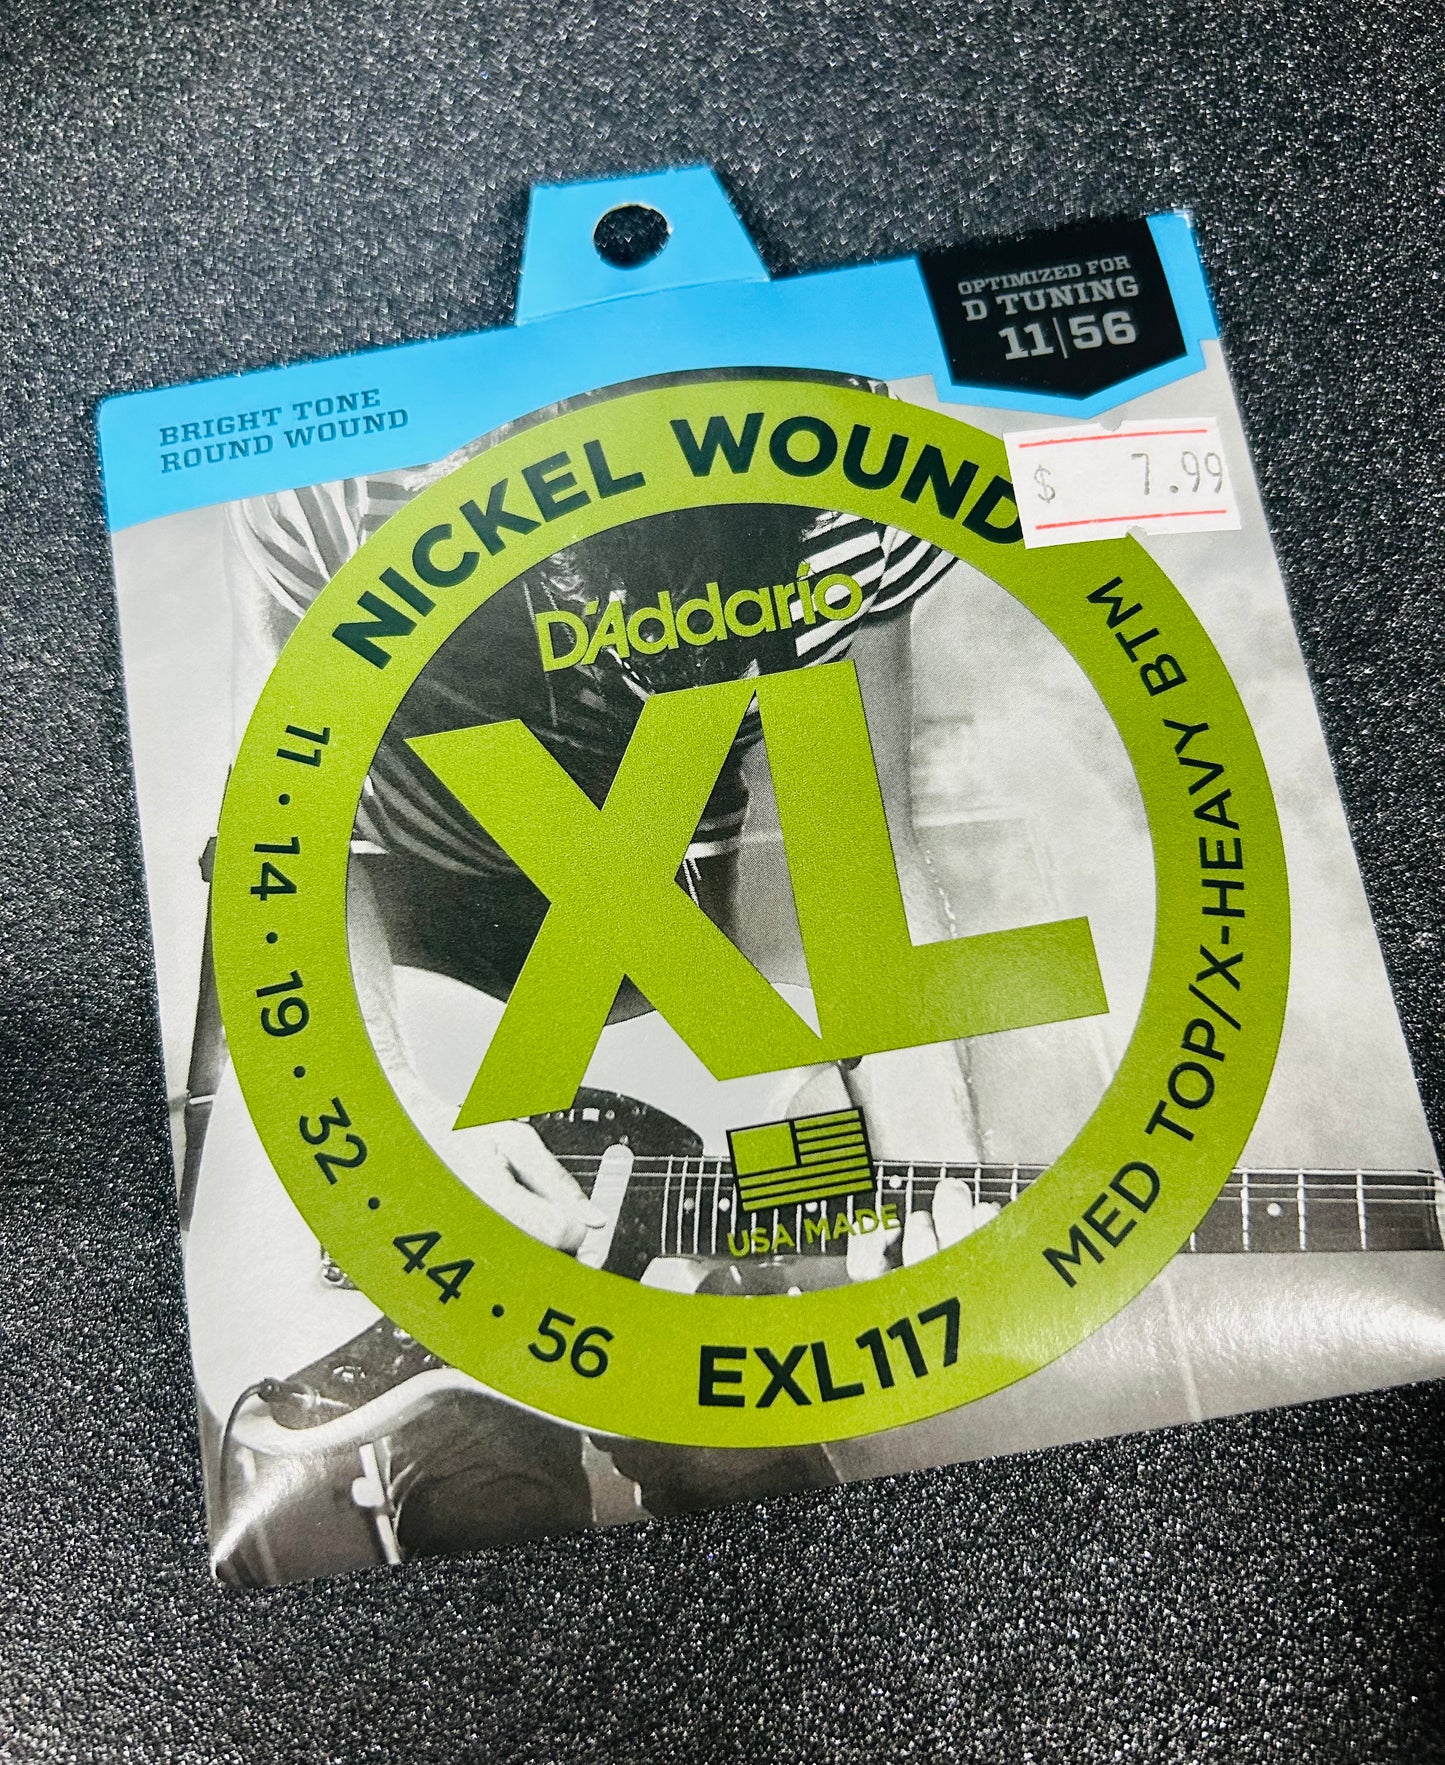 OPTIMIZED FOR
D TUNING
11|56
BRIGHT TONE
ROUND WOUND
$ 7.99
NICKEL WOUND
D'Addario
XL
USA MADE
11 · 14 · 19 · 32 · 44 · 56
EXL117
MED TOP/X-HEAVY BTM